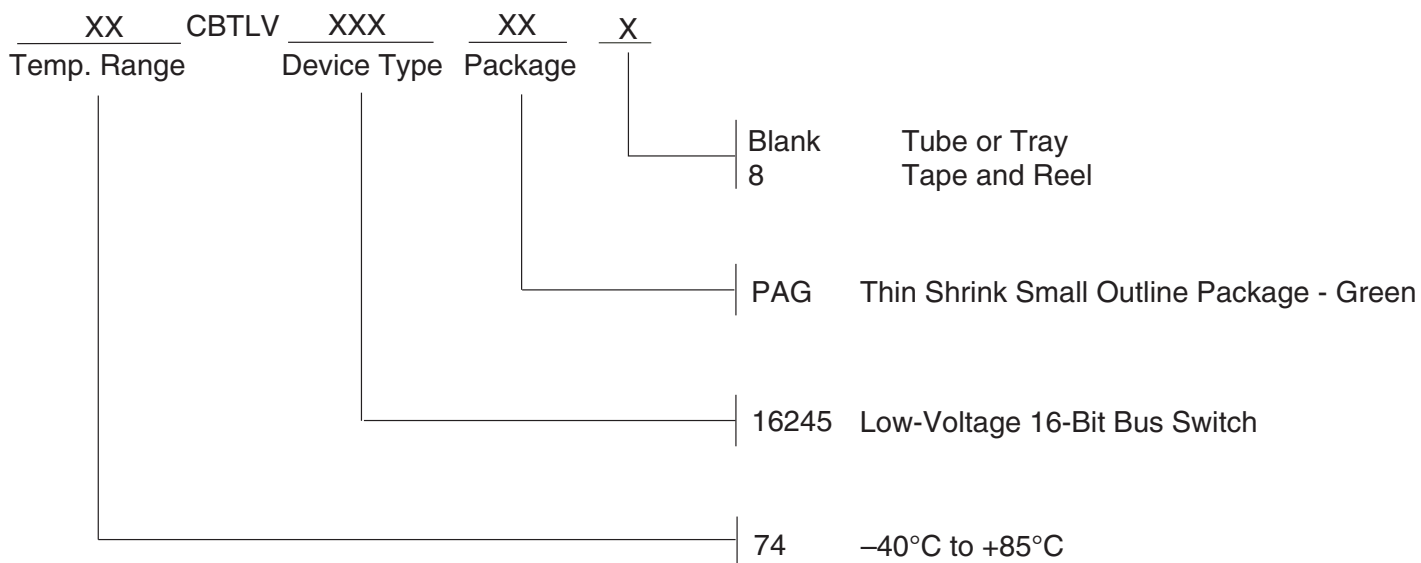 XX CBTLV XXX XX X
Temp. Range Device Type Package
Blank Tube or Tray
8 Tape and Reel
PAG Thin Shrink Small Outline Package - Green
16245 Low-Voltage 16-Bit Bus Switch
74 –40°C to +85°C